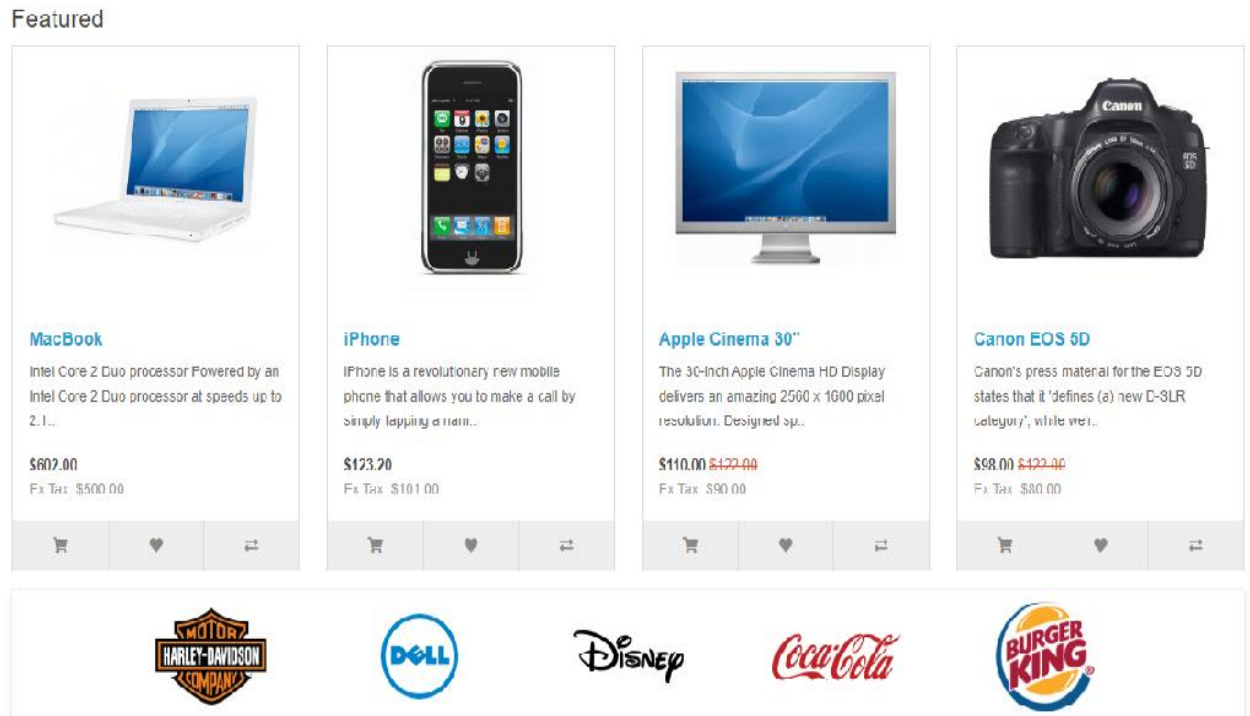 Featured
Canon
EOS
5D
MacBook
Intel Core 2 Duo processor Powered by an
Intel Core 2 Duo processor at speeds up to
2.1..
$602.00
Ex Tax: $500.00
iPhone
iPhone is a revolutionary new mobile
phone that allows you to make a call by
simply tapping a nam..
$123.20
Ex Tax: $101.00
Apple Cinema 30"
The 30-inch Apple Cinema HD Display
delivers an amazing 2560 x 1600 pixel
resolution. Designed sp..
$110.00 $122.00
Ex Tax: $90.00
Canon EOS 5D
Canon's press material for the EOS 5D
states that it 'defines (a) new D-SLR
category', while we..
$98.00 $122.00
Ex Tax: $80.00
MOTOR
HARLEY-DAVIDSON
COMPANY
DELL
Disney
Coca-Cola
BURGER
KING